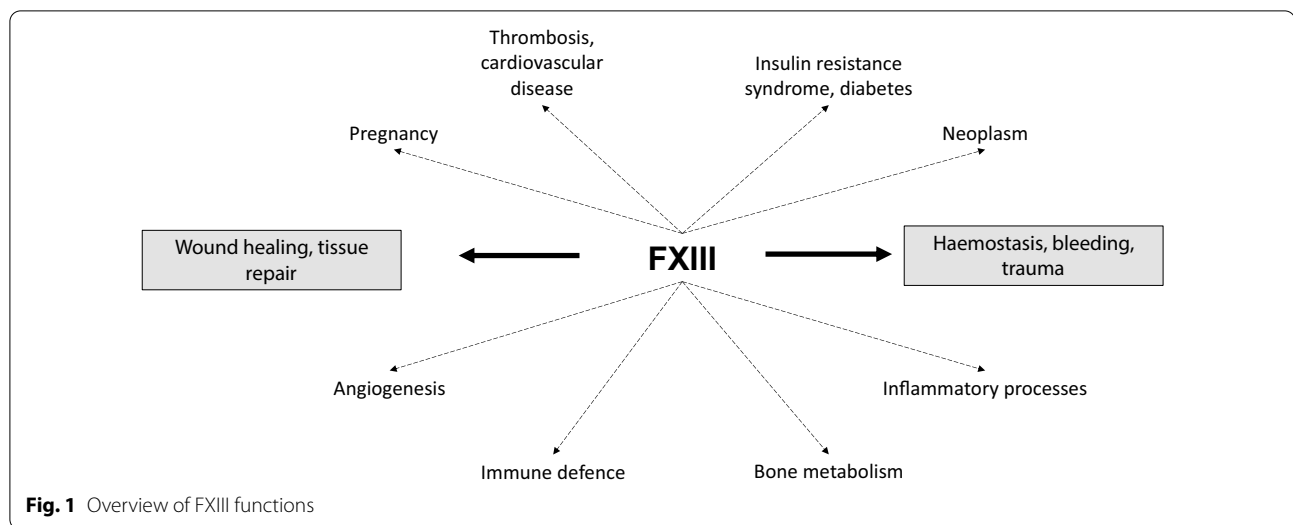 Thrombosis,
cardiovascular
disease
Insulin resistance
syndrome, diabetes
Pregnancy
Neoplasm
Wound healing, tissue
repair
FXIII
Haemostasis, bleeding,
trauma
Angiogenesis
Inflammatory processes
Immune defence
Bone metabolism
Fig. 1 Overview of FXIII functions